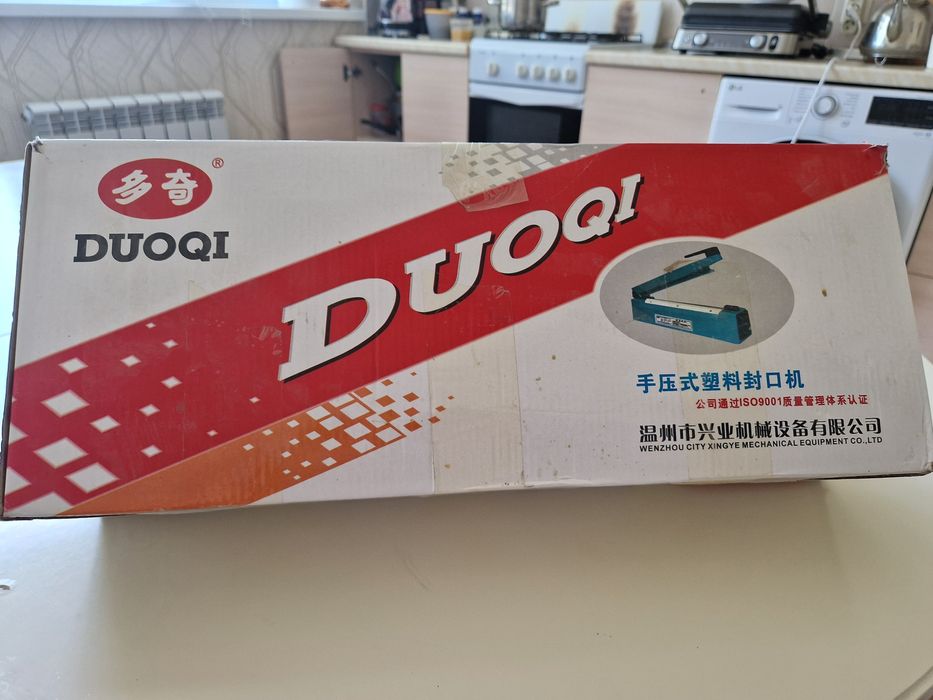 多奇®
DUOQI
DUOQI
手压式塑料封口机
公司通过ISO9001质量管理体系认证
温州市兴业机械设备有限公司
WENZHOU CITY XINGYE MECHANICAL EQUIPMENT CO.,LTD
LG